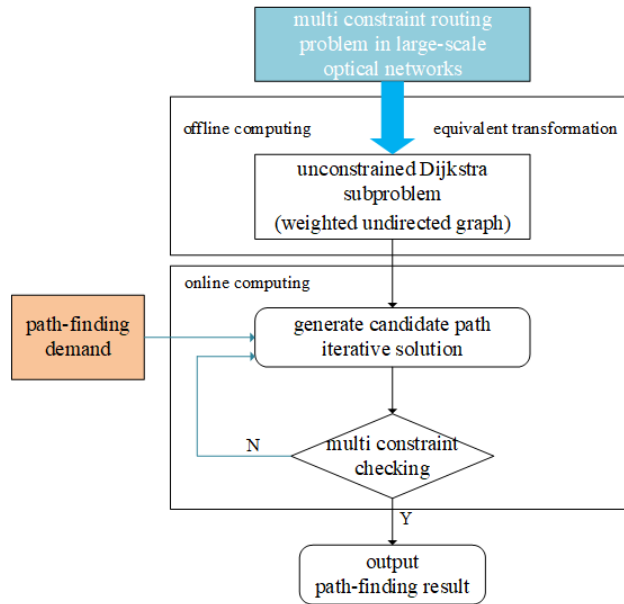 multi constraint routing
problem in large-scale
optical networks
offline computing
equivalent transformation
unconstrained Dijkstra
subproblem
(weighted undirected graph)
online computing
path-finding
demand
generate candidate path
iterative solution
N
multi constraint
checking
Y
output
path-finding result